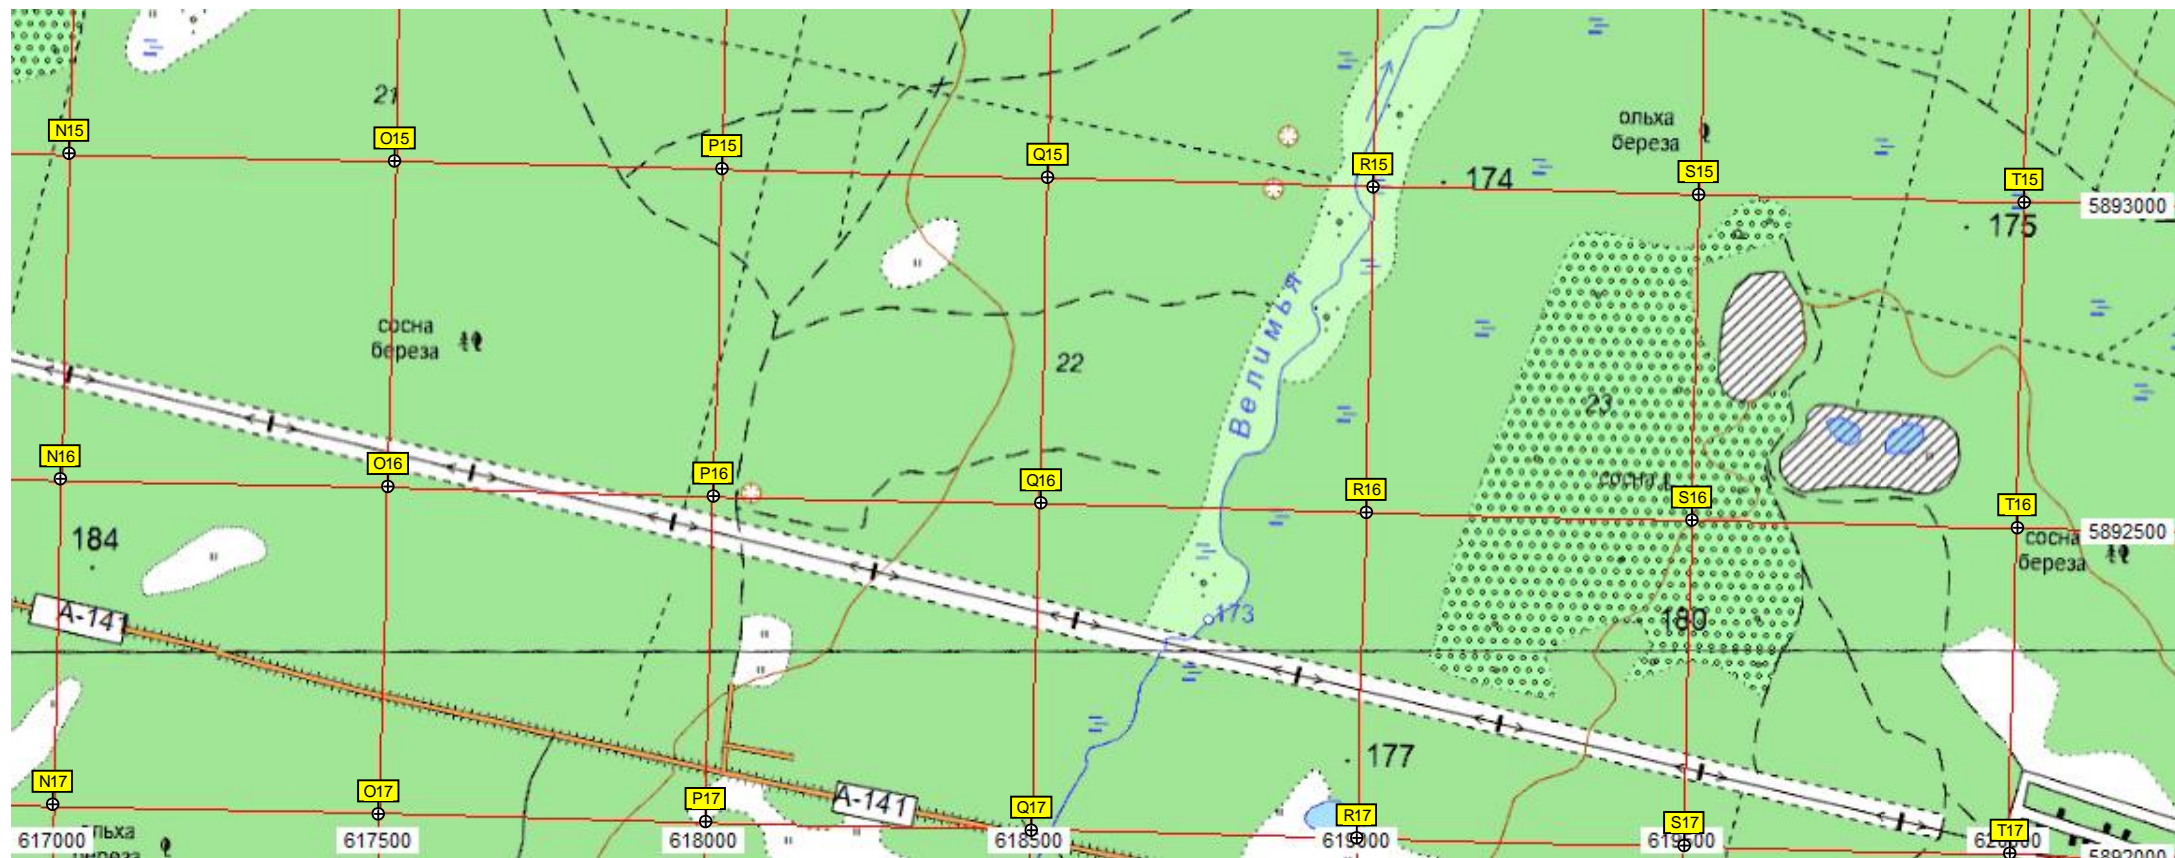 21
N15
O15
P15
Q15
R15
S15
T15
ольха
береза
174
5893000
175
сосна
береза
22
Велимья
23
сосна
N16
O16
P16
Q16
R16
S16
T16
5892500
184
сосна
береза
A-141
173
180
177
N17
O17
P17
Q17
R17
S17
T17
A-141
617000
617500
618000
618500
619000